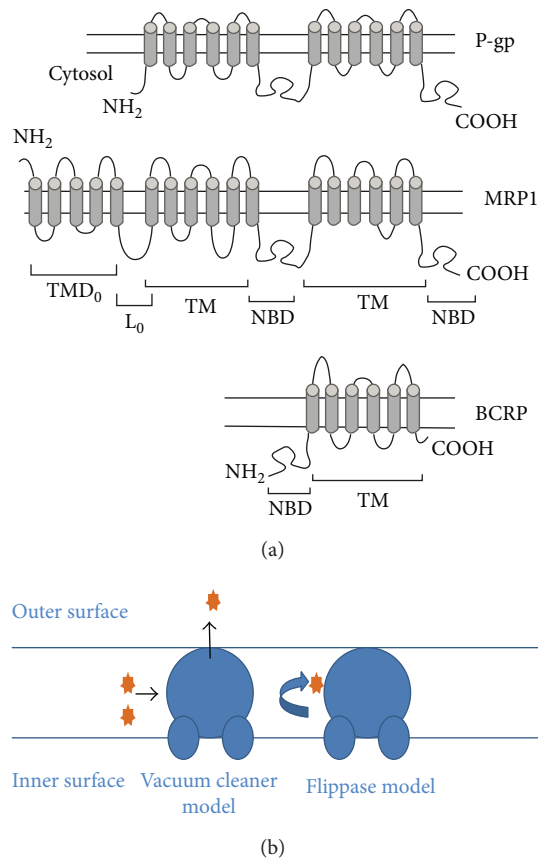 P-gp
Cytosol
NH₂
COOH
NH₂
MRP1
COOH
TMD₀
L₀
TM
NBD
TM
NBD
BCRP
COOH
NH₂
NBD
TM
(a)
Outer surface
Inner surface
Vacuum cleaner
model
Flippase model
(b)